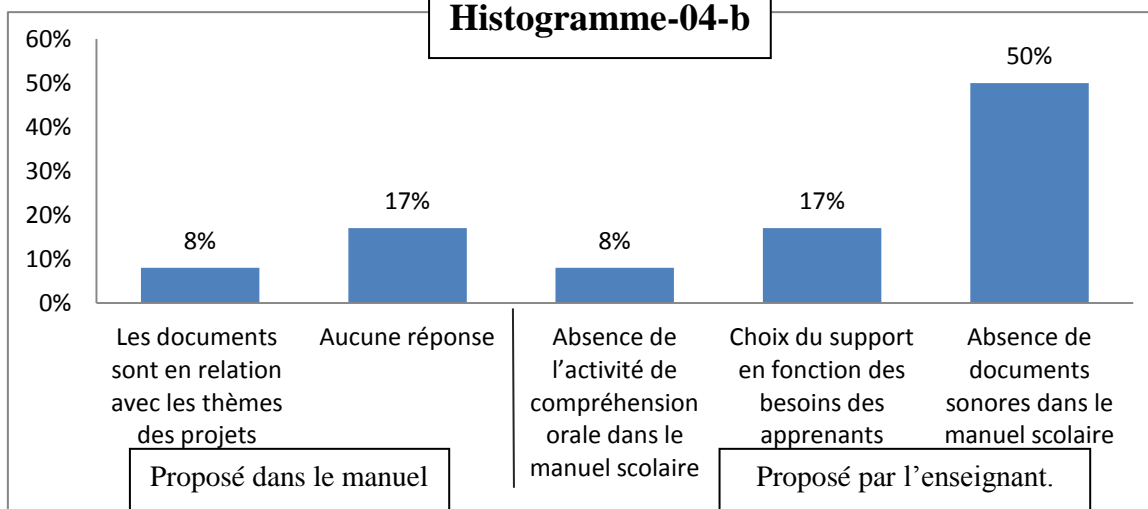 Histogramme-04-b
60%
50%
40%
30%
20%
10%
0%
8%
17%
8%
17%
50%
Les documents
sont en relation
avec les thèmes
des projets
Aucune réponse
Absence de
l’activité de
compréhension
orale dans le
manuel scolaire
Choix du support
en fonction des
besoins des
apprenants
Absence de
documents
sonores dans le
manuel scolaire
Proposé dans le manuel
Proposé par l’enseignant.